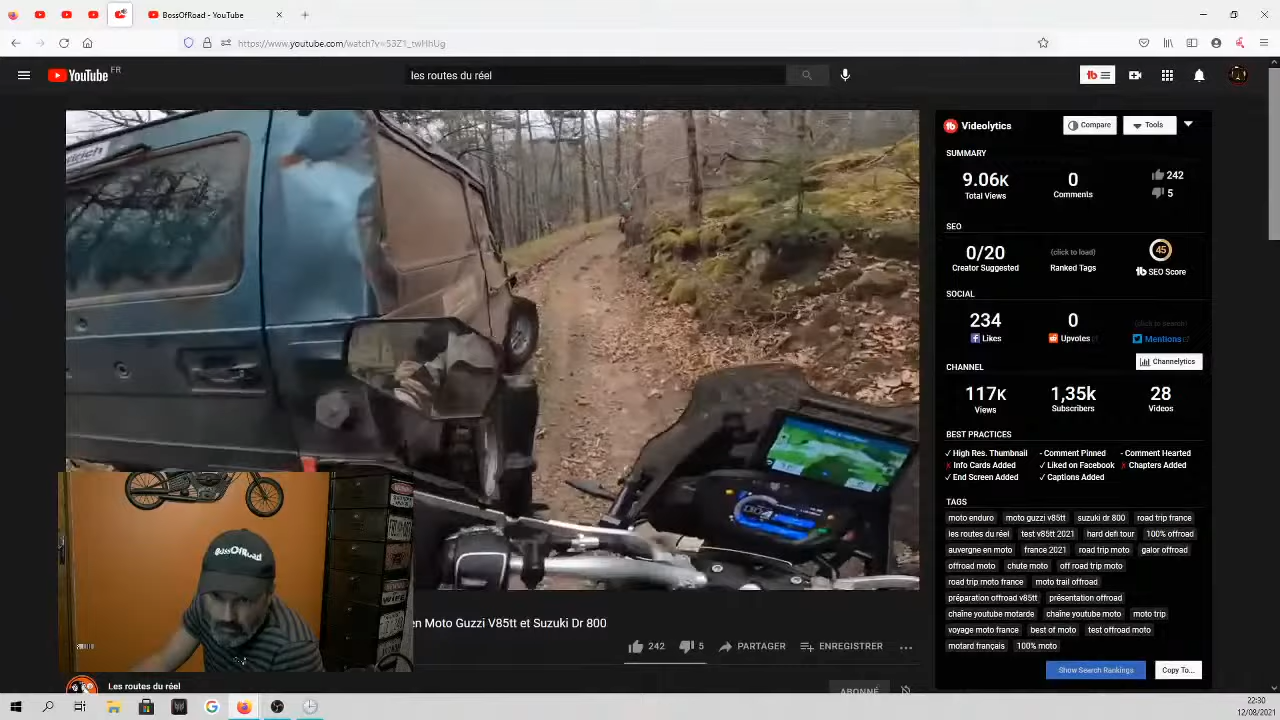 BossOfRoad - YouTube
https://www.youtube.com/watch?v=S3Z1_twHhUg
YouTube FR
les routes du réel
Videolytics
Compare
Tools
SUMMARY
9.06K
0
242
Total Views
Comments
5
SEO
0/20
(click to load)
45
Creator Suggested
Ranked Tags
tb SEO Score
SOCIAL
234
0
(click to search)
Likes
Upvotes
Mentions
CHANNEL
Channelytics
117K
1,35k
28
Views
Subscribers
Videos
BEST PRACTICES
✓ High Res. Thumbnail - Comment Pinned - Comment Hearted
x Info Cards Added ✓ Liked on Facebook x Chapters Added
✓ End Screen Added ✓ Captions Added
TAGS
moto enduro moto guzzi v85tt suzuki dr 800 road trip france
les routes du réel test v85tt 2021 hard defi tour 100% offroad
auvergne en moto france 2021 road trip moto galor offroad
offroad moto chute moto off road trip moto
road trip moto france moto trail offroad
préparation offroad v85tt présentation offroad
chaîne youtube motarde chaîne youtube moto moto trip
voyage moto france best of moto test offroad moto
motard français 100% moto
Show Search Rankings
Copy To...
BossOfRoad
en Moto Guzzi V85tt et Suzuki Dr 800
242 5 PARTAGER ENREGISTRER
Les routes du réel
ABONNÉ
22:30
12/08/2021